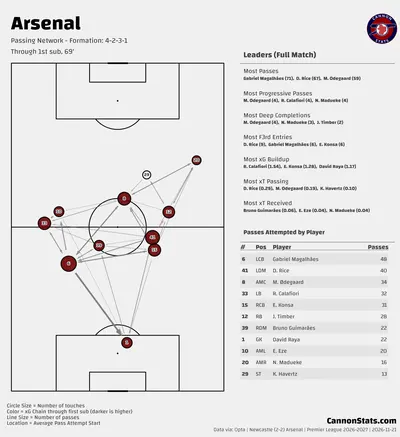 Arsenal
Passing Network - Formation: 4-2-3-1
Through 1st sub, 69'
CANNON
STATS
Leaders (Full Match)
Most Passes
Gabriel Magalhães (71), D. Rice (67), M. Ødegaard (59)
Most Progressive Passes
M. Ødegaard (6), R. Calafiori (4), N. Madueke (4)
Most Deep Completions
M. Ødegaard (4), N. Madueke (3), J. Timber (2)
Most F3rd Entries
D. Rice (9), Gabriel Magalhães (6), E. Konsa (6)
Most xG Buildup
R. Calafiori (1.54), E. Konsa (1.26), David Raya (1.17)
Most xT Passing
D. Rice (0.29), M. Ødegaard (0.19), K. Havertz (0.10)
Most xT Received
Bruno Guimarães (0.06), E. Eze (0.04), N. Madueke (0.04)
Passes Attempted by Player
# Pos Player Passes
6 LCB Gabriel Magalhães 48
41 LDM D. Rice 40
8 AMC M. Ødegaard 34
33 LB R. Calafiori 32
15 RCB E. Konsa 31
12 RB J. Timber 28
39 RDM Bruno Guimarães 22
1 GK David Raya 22
10 AML E. Eze 20
20 AMR N. Madueke 16
29 ST K. Havertz 13
Circle Size = Number of touches
Color = xG Chain through first sub (darker is higher)
Line Size = Number of passes
Location = Average Pass Attempt Start
CannonStats.com
Data via: Opta | Newcastle (2-2) Arsenal | Premier League 2026-2027 | 2026-11-21